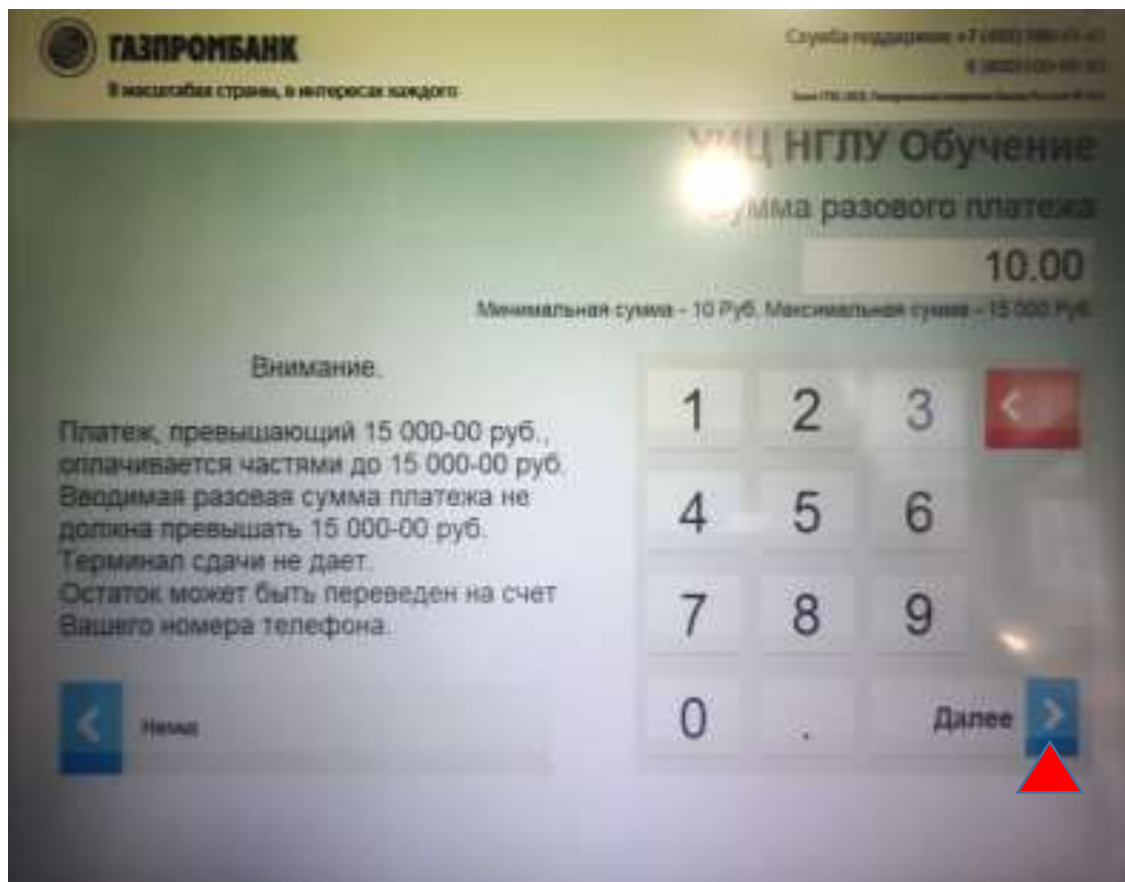 ГАЗПРОМБАНК
В масштабах страны, в интересах каждого
Служба поддержки: +7
УИЦ НГЛУ Обучение
Сумма разового платежа
10.00
Минимальная сумма - 10 Руб. Максимальная сумма - 15 000 Руб.
Внимание.
Платеж, превышающий 15 000-00 руб.,
оплачивается частями до 15 000-00 руб.
Вводимая разовая сумма платежа не
должна превышать 15 000-00 руб.
Терминал сдачи не дает.
Остаток может быть переведен на счет
Вашего номера телефона.
1 2 3
4 5 6
7 8 9
0 . Далее
Назад